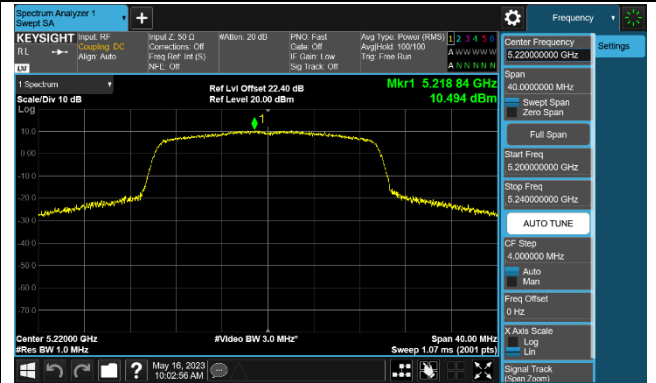 Spectrum Analyzer 1
Swept SA
Frequency
KEYSIGHT
RL
LXI
Input: RF
Coupling: DC
Align: Auto
Input Z: 50 Ω
Corrections: Off
Freq Ref: Int (S)
NFE: Off
#Atten: 20 dB
PNO: Fast
Gate: Off
IF Gain: Low
Sig Track: Off
Avg Type: Power (RMS)
Avg|Hold: 100/100
Trig: Free Run
1 2 3 4 5 6
A W W W W W
A N N N N N
1 Spectrum
Scale/Div 10 dB
Log
Ref Lvl Offset 22.40 dB
Ref Level 20.00 dBm
Mkr1 5.218 84 GHz
10.494 dBm
1
10.0
0.00
-10.0
-20.0
-30.0
-40.0
-50.0
-60.0
-70.0
Center 5.22000 GHz
#Res BW 1.0 MHz
#Video BW 3.0 MHz*
Span 40.00 MHz
Sweep 1.07 ms (2001 pts)
May 16, 2023
10:02:56 AM
Center Frequency
5.220000000 GHz
Settings
Span
40.0000000 MHz
Swept Span
Zero Span
Full Span
Start Freq
5.200000000 GHz
Stop Freq
5.240000000 GHz
AUTO TUNE
CF Step
4.000000 MHz
Auto
Man
Freq Offset
0 Hz
X Axis Scale
Log
Lin
Signal Track
(Span Zoom)